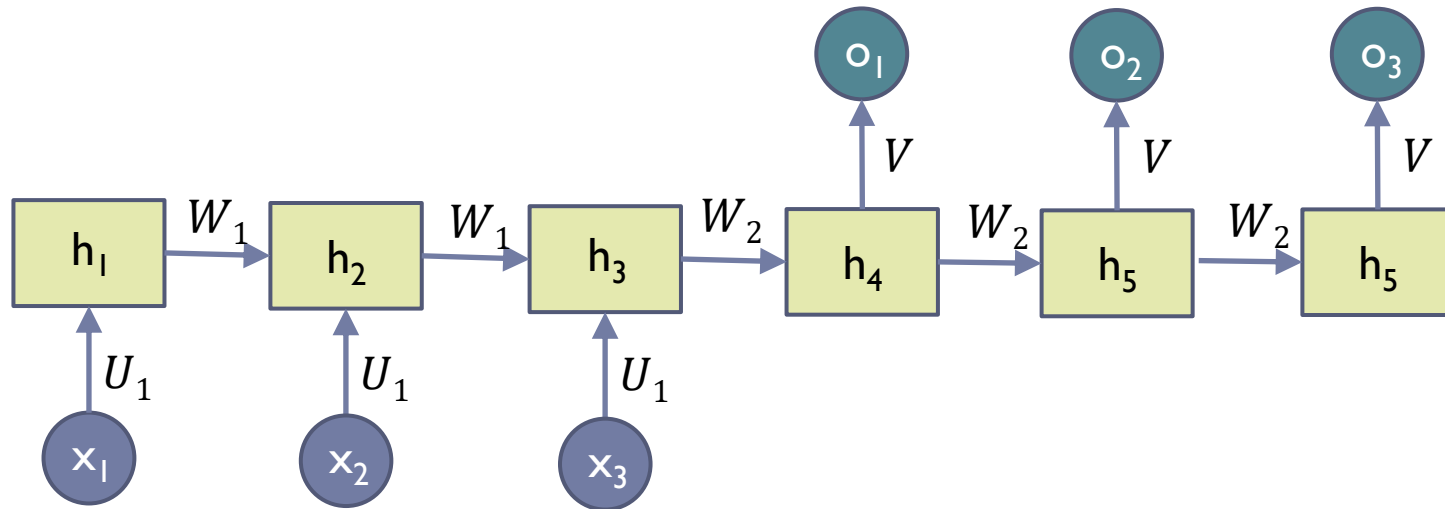 o₁ o₂ o₃
V V V
W₁ W₁ W₂ W₂ W₂
h₁ h₂ h₃ h₄ h₅ h₅
U₁ U₁ U₁
x₁ x₂ x₃